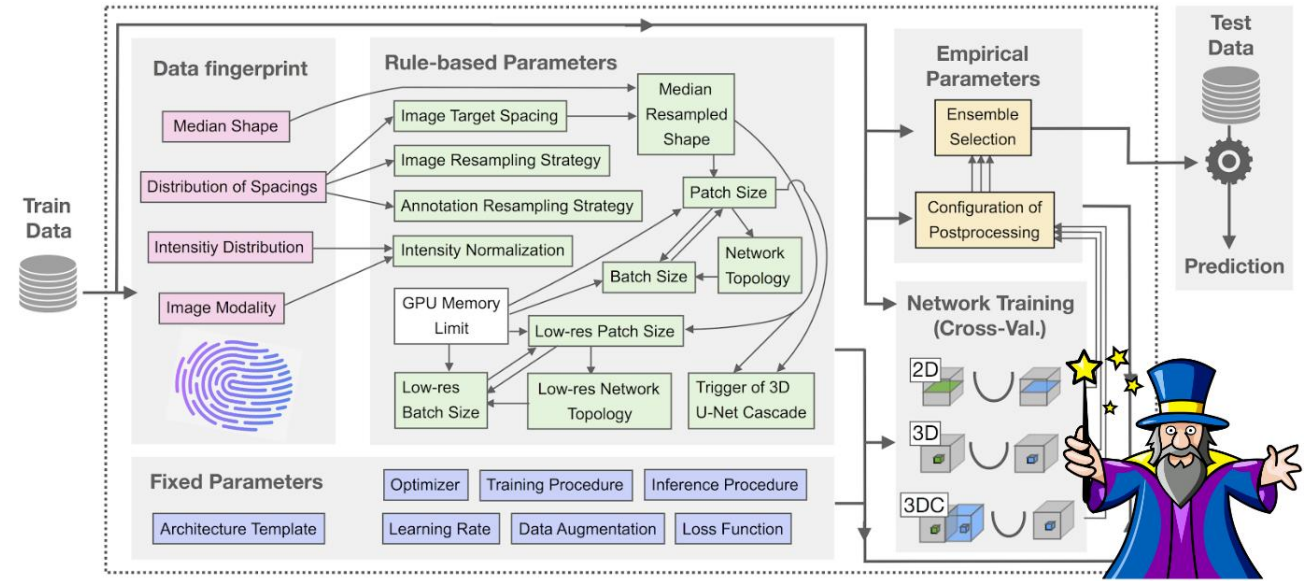 Train
Data
Data fingerprint
Median Shape
Distribution of Spacings
Intensitiy Distribution
Image Modality
Rule-based Parameters
Image Target Spacing
Image Resampling Strategy
Annotation Resampling Strategy
Intensity Normalization
Median
Resampled
Shape
Patch Size
Network
Topology
Batch Size
GPU Memory
Limit
Low-res Patch Size
Low-res
Batch Size
Low-res Network
Topology
Trigger of 3D
U-Net Cascade
Fixed Parameters
Architecture Template
Optimizer
Training Procedure
Inference Procedure
Learning Rate
Data Augmentation
Loss Function
Empirical
Parameters
Ensemble
Selection
Configuration of
Postprocessing
Network Training
(Cross-Val.)
2D
3D
3DC
Test
Data
Prediction